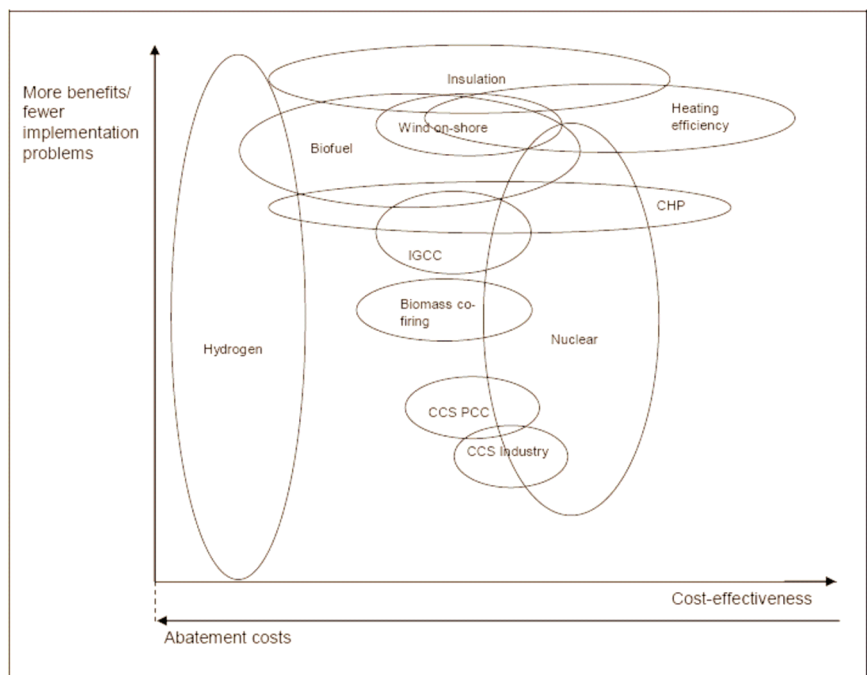 More benefits/
fewer
implementation
problems
Insulation
Heating
efficiency
Wind on-shore
Biofuel
CHP
IGCC
Biomass co-
firing
Hydrogen
Nuclear
CCS PCC
CCS Industry
Cost-effectiveness
Abatement costs